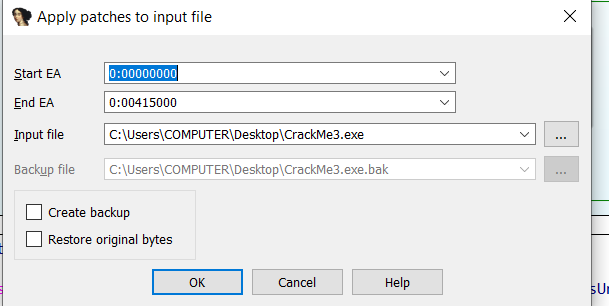 Apply patches to input file
Start EA 0:00000000
End EA 0:00415000
Input file C:\Users\COMPUTER\Desktop\CrackMe3.exe ...
Backup file C:\Users\COMPUTER\Desktop\CrackMe3.exe.bak ...
Create backup
Restore original bytes
OK Cancel Help